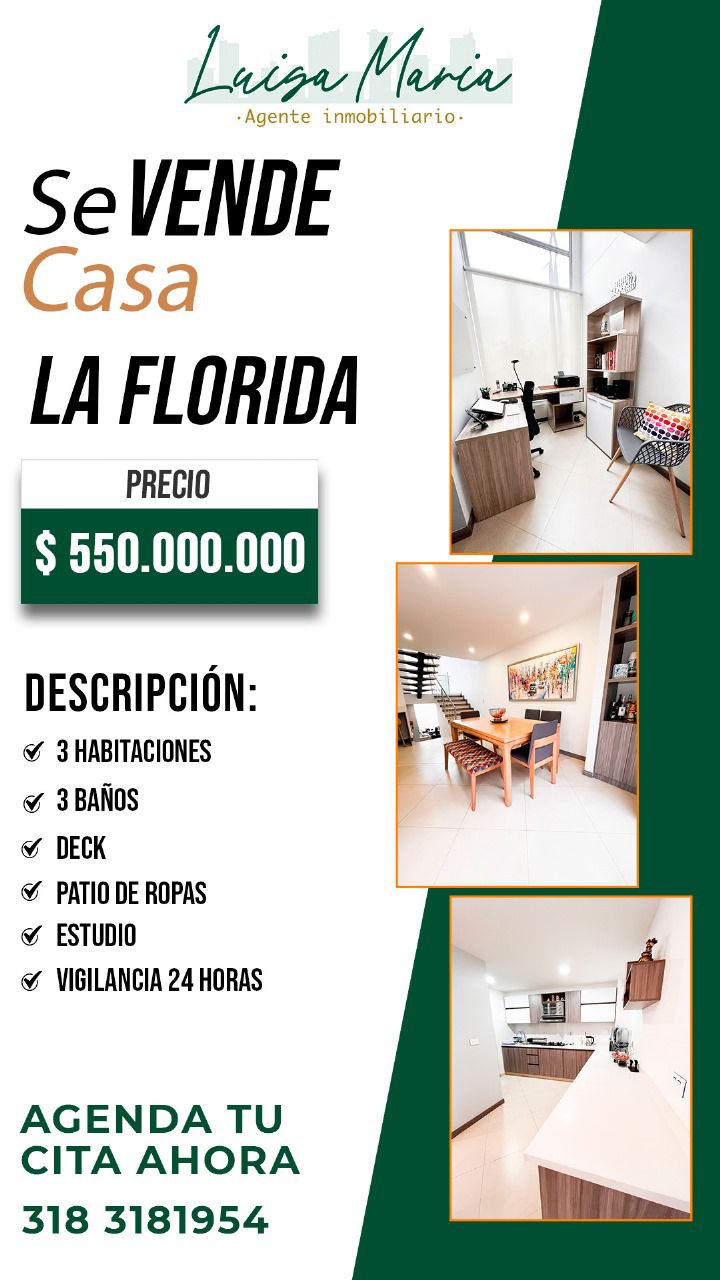 Luisa Maria
·Agente inmobiliario·
Se VENDE
Casa
LA FLORIDA
PRECIO
$ 550.000.000
DESCRIPCIÓN:
3 HABITACIONES
3 BAÑOS
DECK
PATIO DE ROPAS
ESTUDIO
VIGILANCIA 24 HORAS
AGENDA TU
CITA AHORA
318 3181954